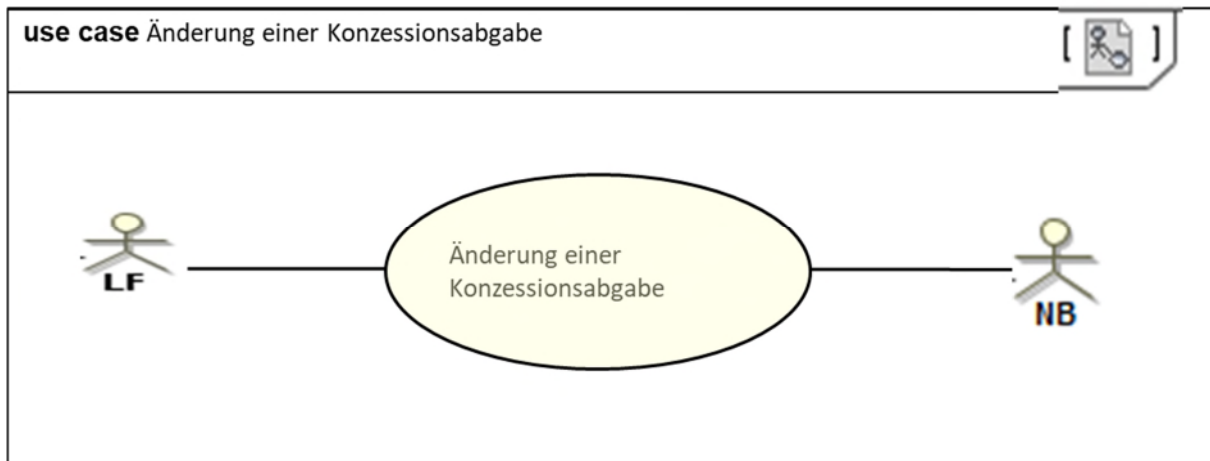 use case Änderung einer Konzessionsabgabe
[ ]
LF
Änderung einer
Konzessionsabgabe
NB